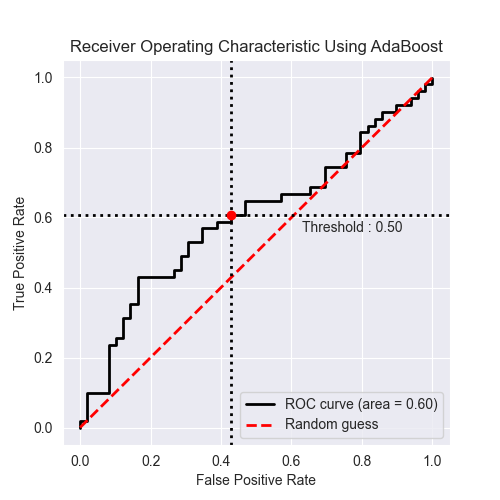 Receiver Operating Characteristic Using AdaBoost
1.0
0.8
0.6
0.4
0.2
0.0
True Positive Rate
Threshold : 0.50
ROC curve (area = 0.60)
Random guess
0.0 0.2 0.4 0.6 0.8 1.0
False Positive Rate